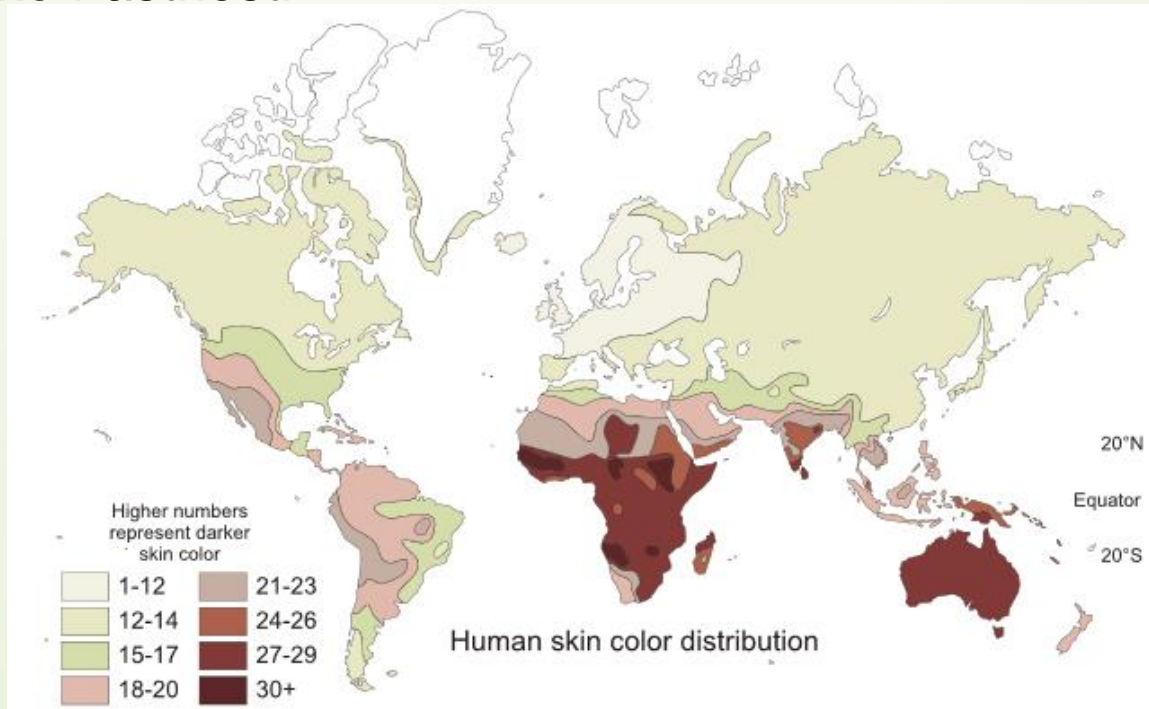 20°N
Equator
20°S
Higher numbers
represent darker
skin color
1-12
12-14
15-17
18-20
21-23
24-26
27-29
30+
Human skin color distribution